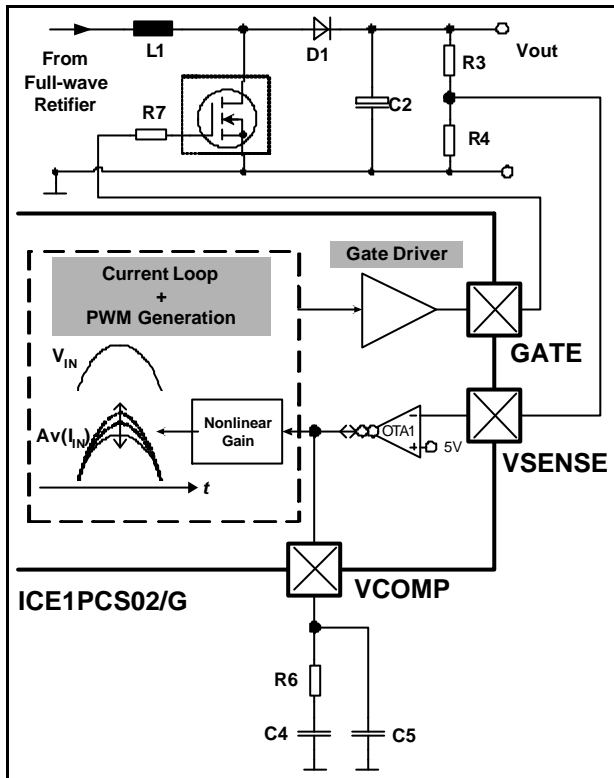 L1
D1
R3
Vout
From
Full-wave
Retifier
R7
C2
R4
Current Loop
+
PWM Generation
Gate Driver
GATE
VIN
Av(IIN)
Nonlinear
Gain
OTA1
−
+
5V
VSENSE
t
ICE1PCS02/G
VCOMP
R6
C4
C5